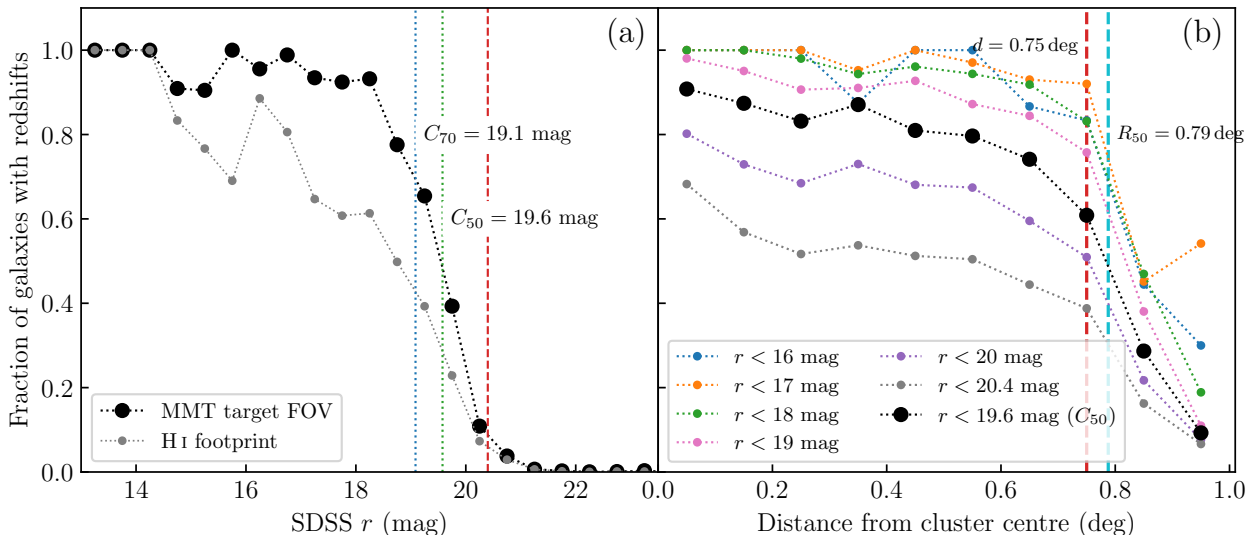 (a)
(b)
d = 0.75 deg
C₇₀ = 19.1 mag
R₅₀ = 0.79 deg
C₅₀ = 19.6 mag
Fraction of galaxies with redshifts
1.0
0.8
0.6
0.4
0.2
0.0
MMT target FOV
H I footprint
r < 16 mag
r < 17 mag
r < 18 mag
r < 19 mag
r < 20 mag
r < 20.4 mag
r < 19.6 mag (C₅₀)
14 16 18 20 22
0.0 0.2 0.4 0.6 0.8 1.0
SDSS r (mag)
Distance from cluster centre (deg)